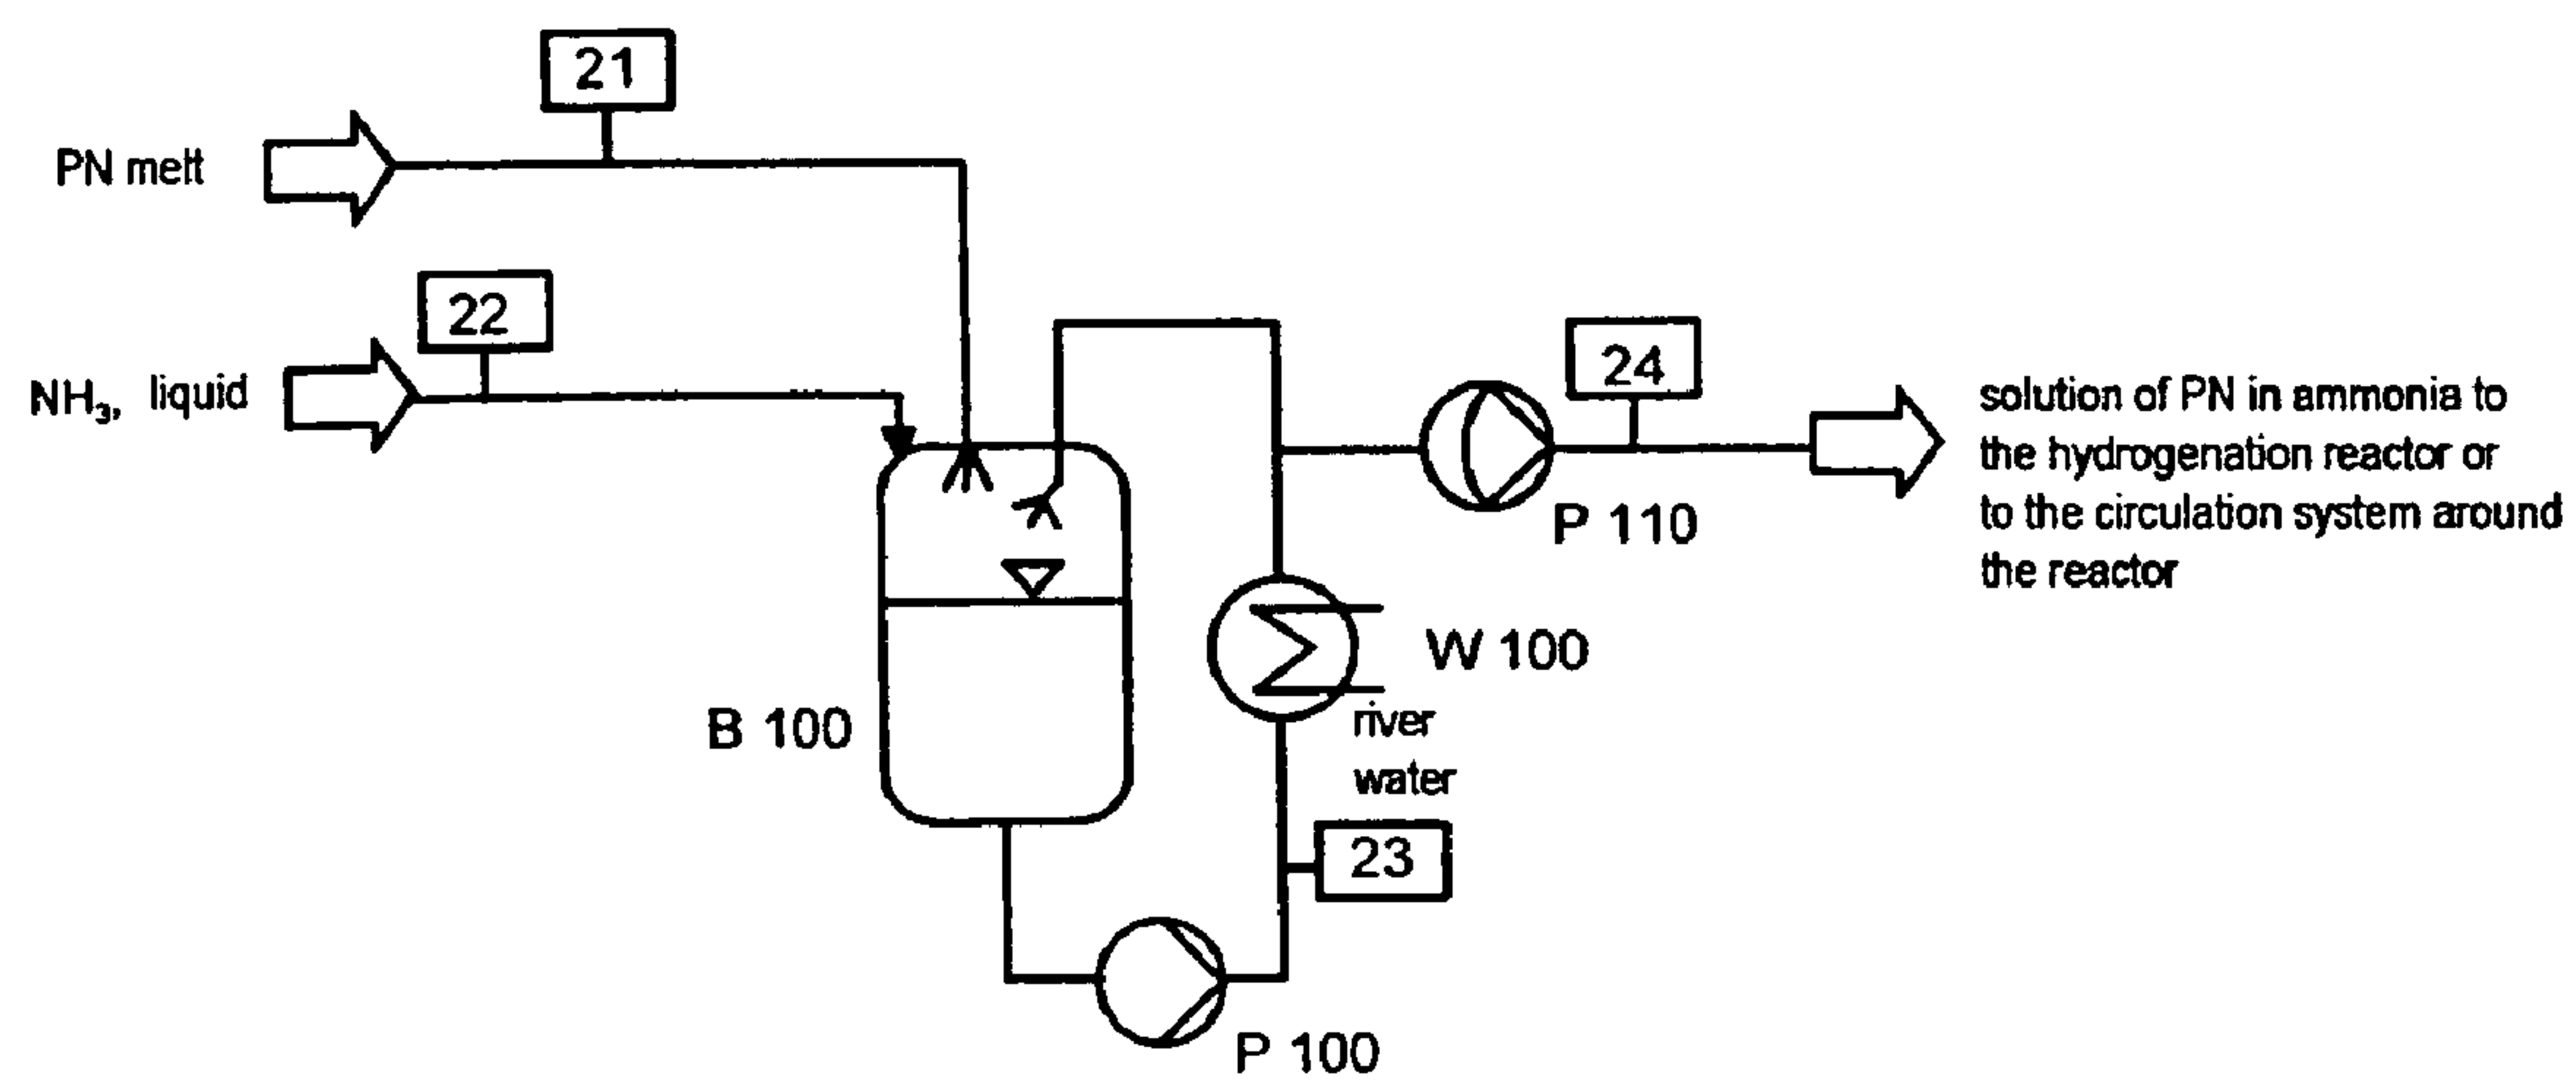 21
PN melt
22
NH₃, liquid
24
solution of PN in ammonia to
the hydrogenation reactor or
to the circulation system around
the reactor
P 110
W 100
river
water
B 100
23
P 100